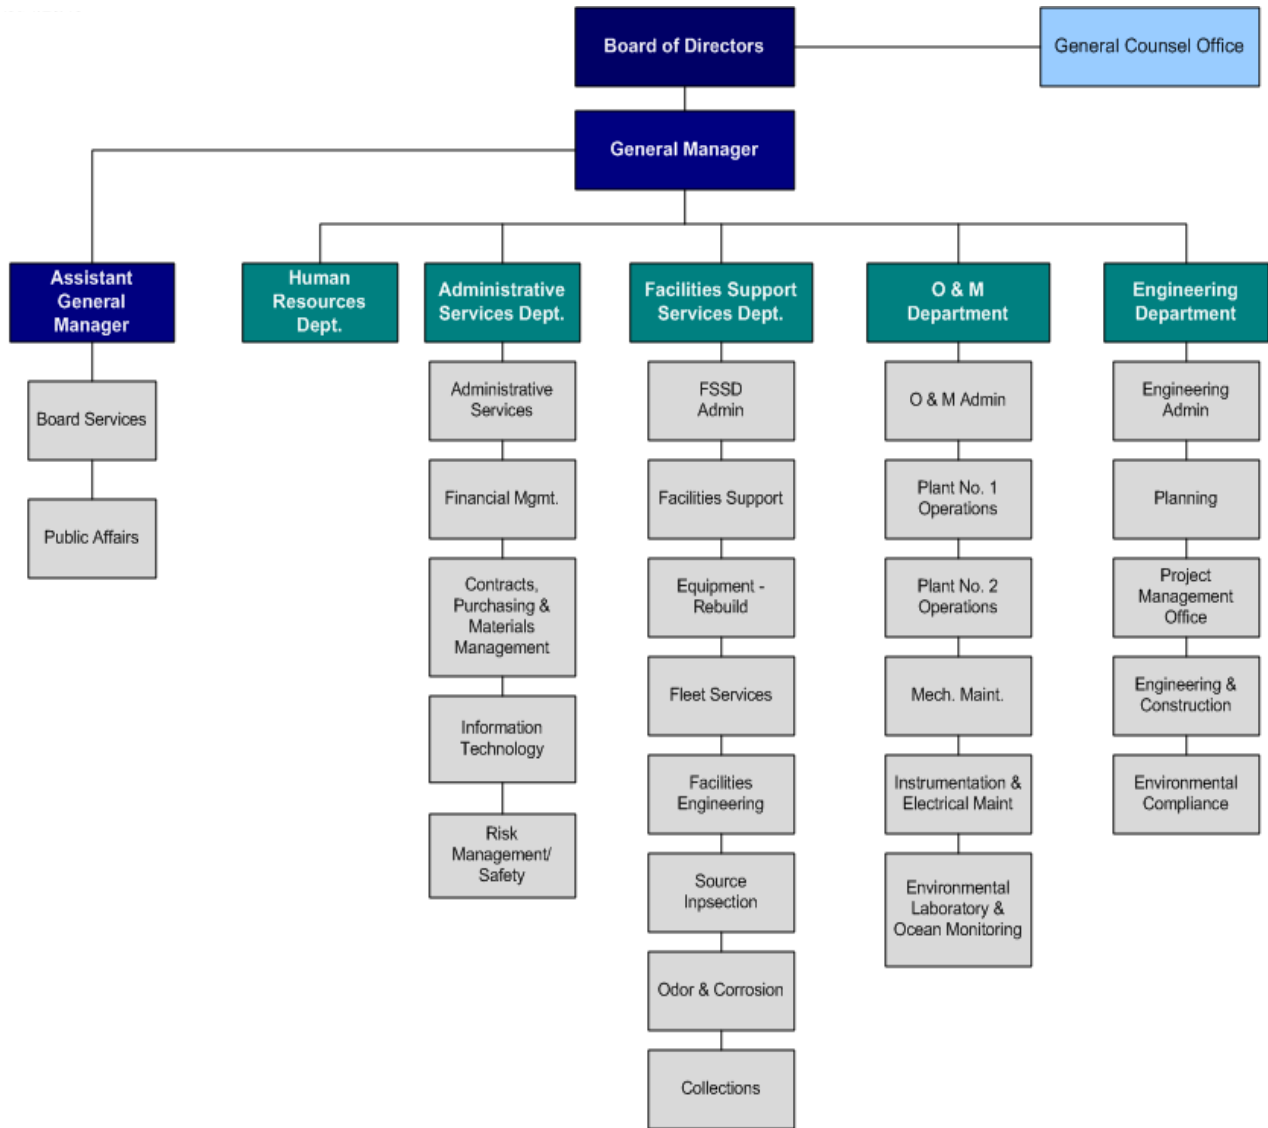 Board of Directors
General Counsel Office
General Manager
Assistant
General
Manager
Human
Resources
Dept.
Administrative
Services Dept.
Facilities Support
Services Dept.
O & M
Department
Engineering
Department
Board Services
Public Affairs
Administrative
Services
Financial Mgmt.
Contracts,
Purchasing &
Materials
Management
Information
Technology
Risk
Management/
Safety
FSSD
Admin
Facilities Support
Equipment -
Rebuild
Fleet Services
Facilities
Engineering
Source
Inpsection
Odor & Corrosion
Collections
O & M Admin
Plant No. 1
Operations
Plant No. 2
Operations
Mech. Maint.
Instrumentation &
Electrical Maint
Environmental
Laboratory &
Ocean Monitoring
Engineering
Admin
Planning
Project
Management
Office
Engineering &
Construction
Environmental
Compliance